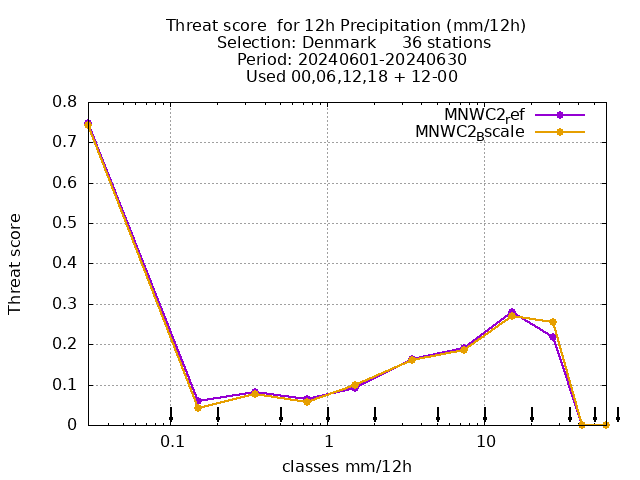 Threat score  for 12h Precipitation (mm/12h)
Selection: Denmark     36 stations
Period: 20240601-20240630
Used 00,06,12,18 + 12-00
MNWC2_ref
MNWC2_Bscale
0.8
0.7
0.6
0.5
0.4
0.3
0.2
0.1
0
Threat score
0.1 1 10
classes mm/12h